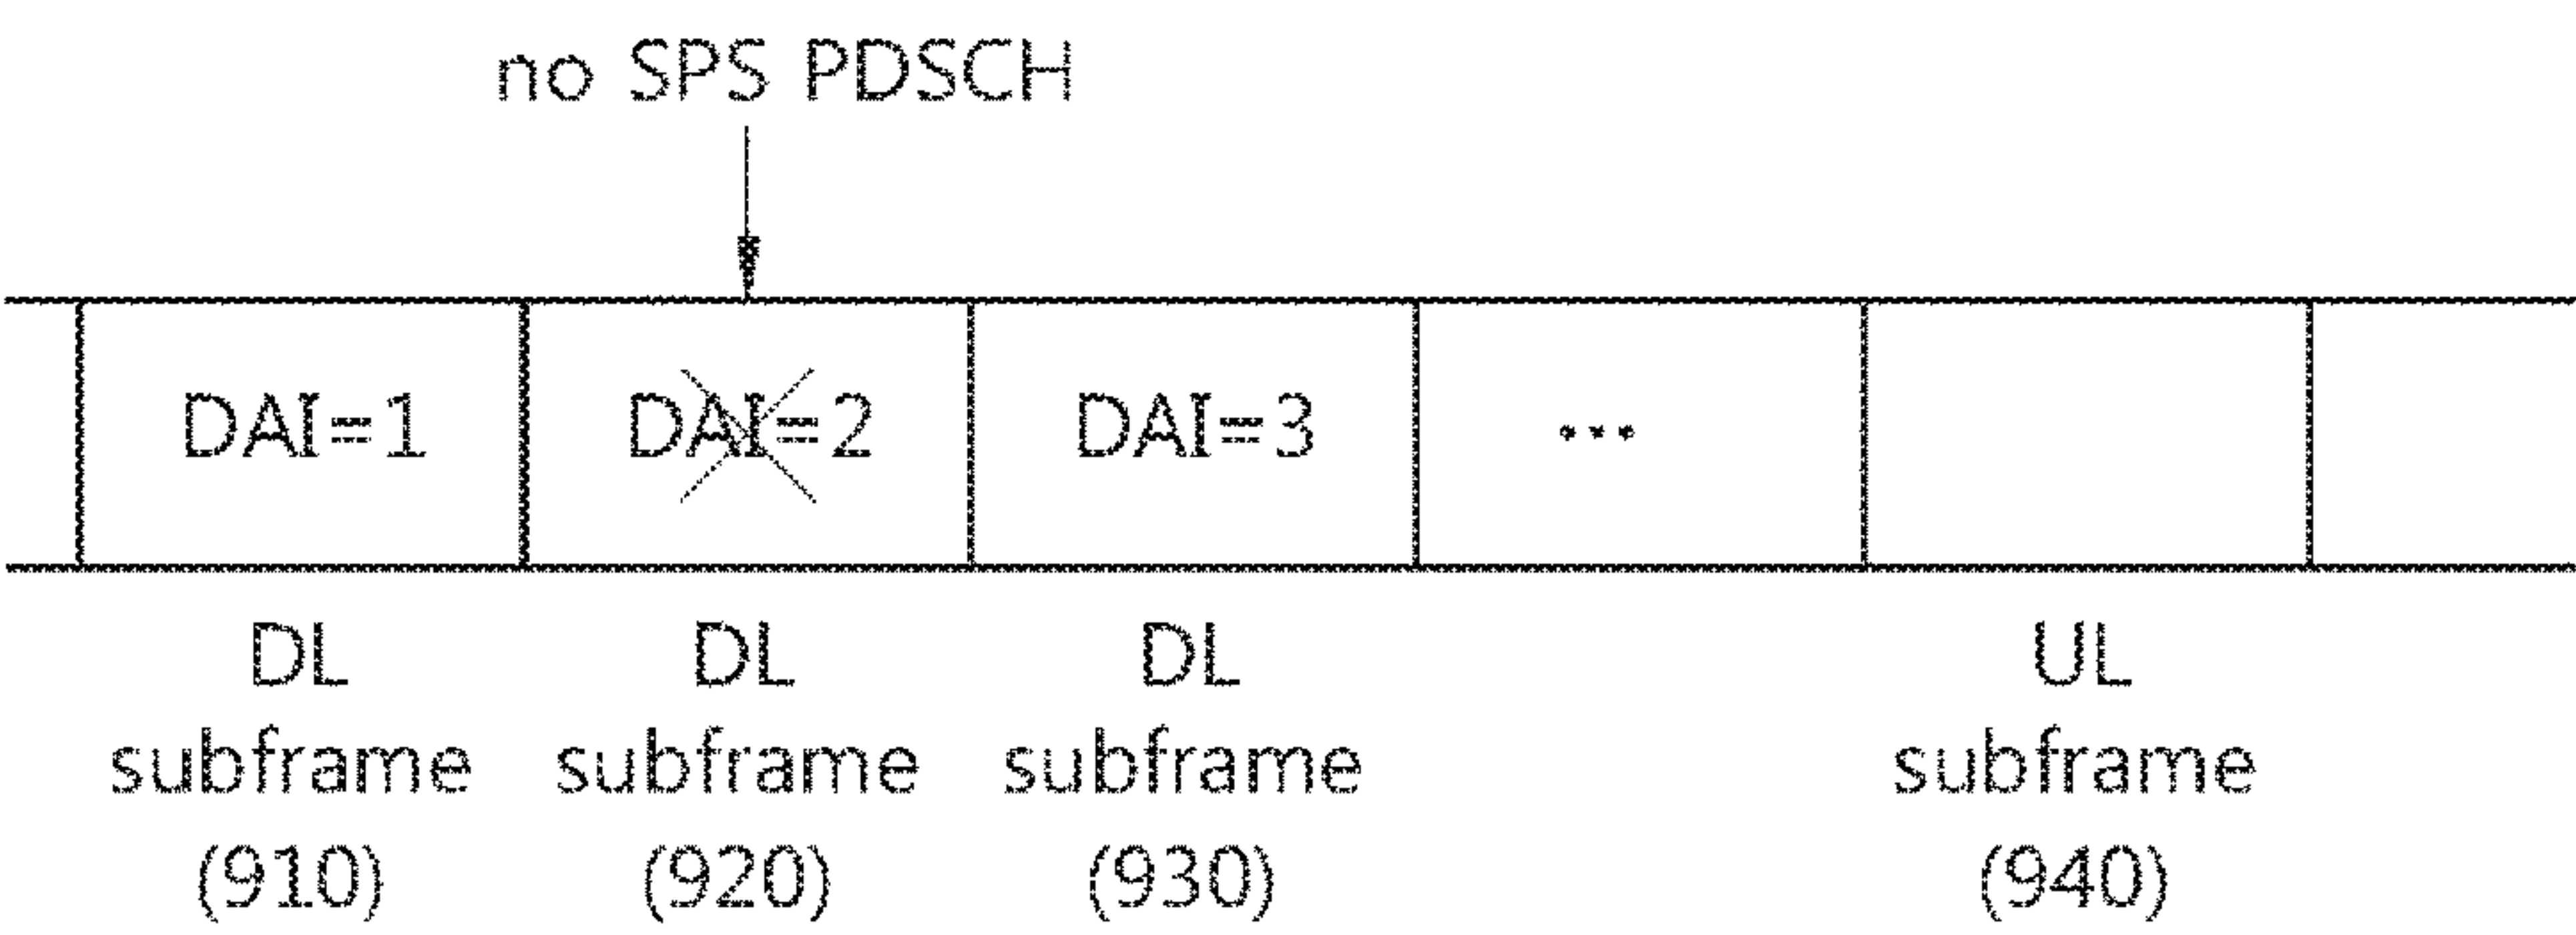 no SPS PDSCH
DAI=1 DAI=2 DAI=3 ...
DL DL DL UL
subframe subframe subframe subframe
(910) (920) (930) (940)